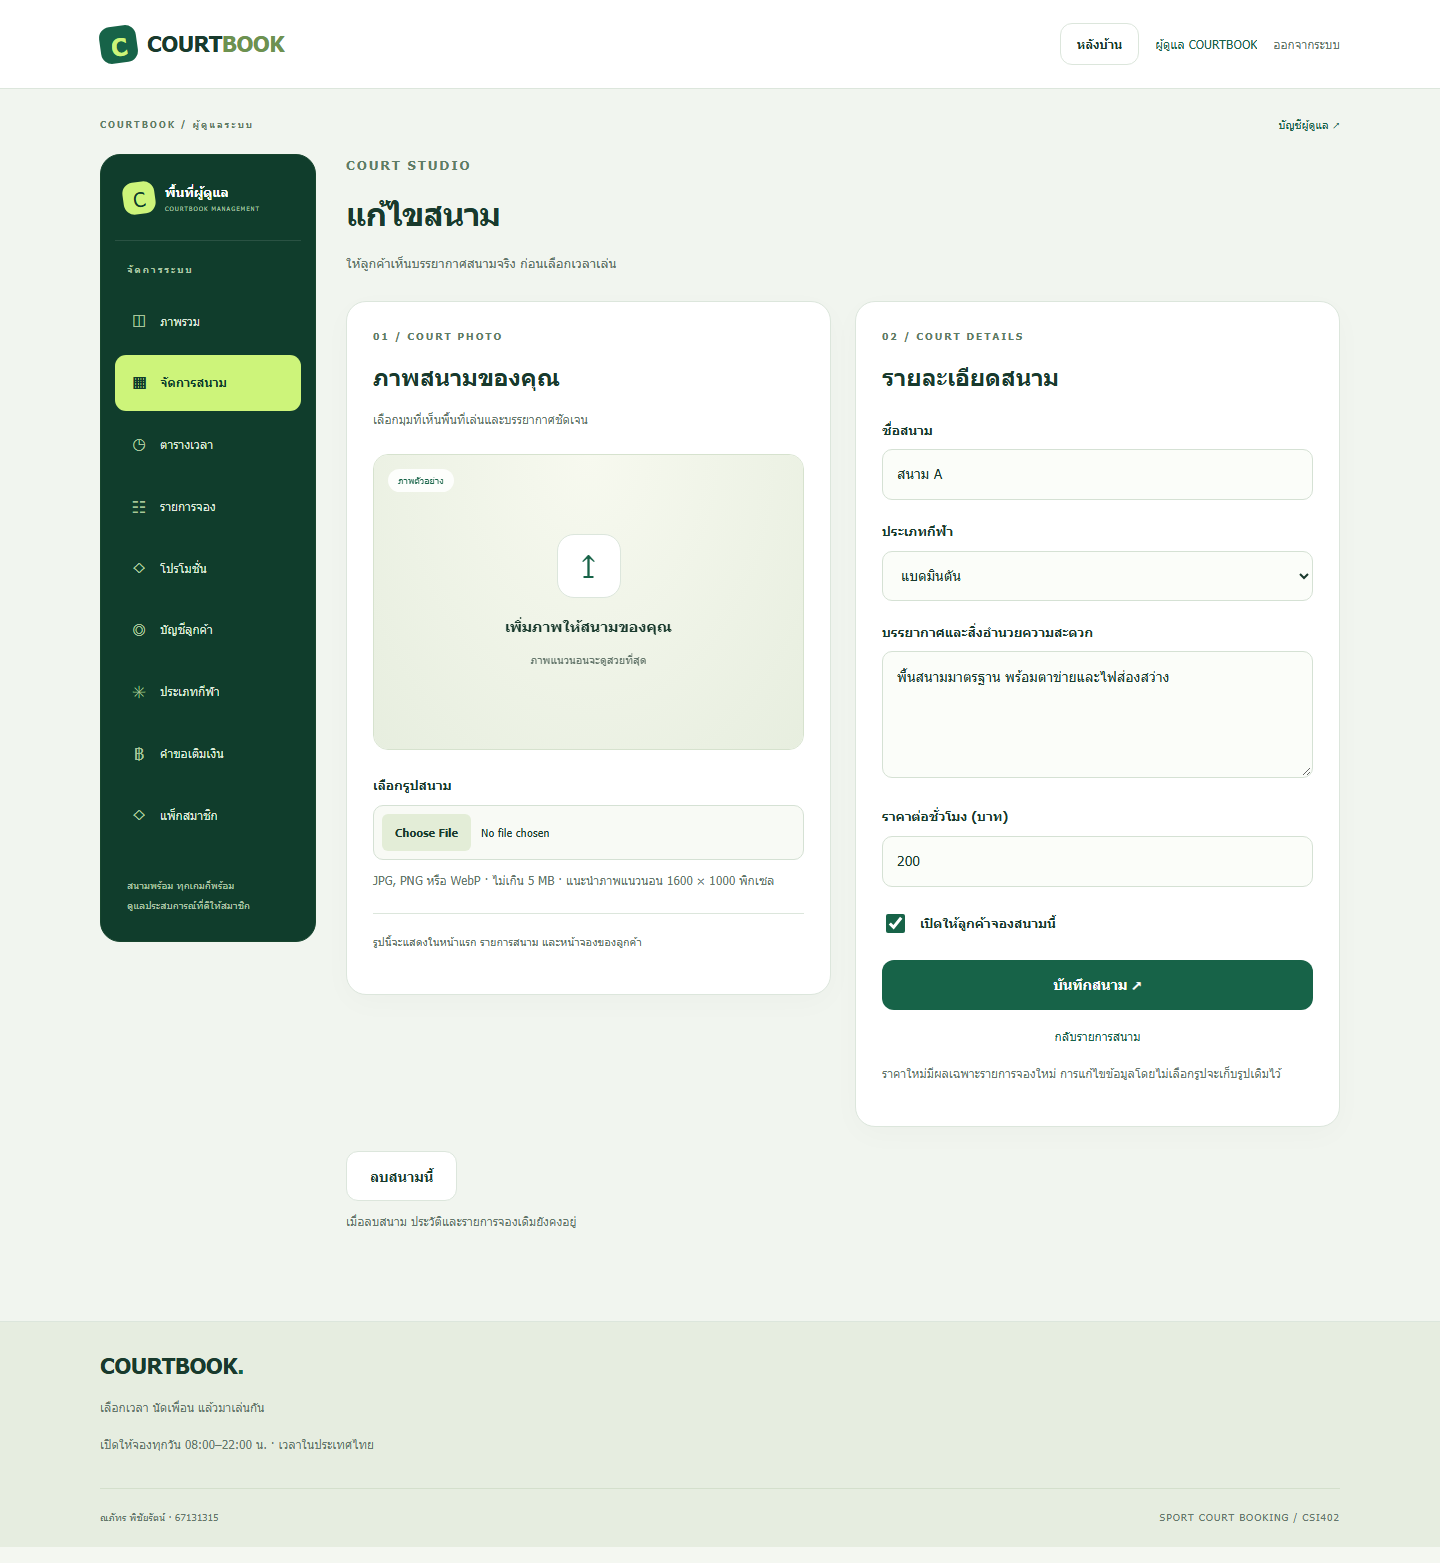 C COURTBOOK
หลังบ้าน
ผู้ดูแล COURTBOOK
ออกจากระบบ
COURTBOOK / ผู้ดูแลระบบ
บัญชีผู้ดูแล ↗
C
พื้นที่ผู้ดูแล
COURTBOOK MANAGEMENT
จัดการระบบ
ภาพรวม
จัดการสนาม
ตารางเวลา
รายการจอง
โปรโมชั่น
บัญชีลูกค้า
ประเภทกีฬา
฿ คำขอเติมเงิน
แพ็กสมาชิก
สนามพร้อม ทุกเกมก็พร้อม
ดูแลประสบการณ์ที่ดีให้สมาชิก
COURT STUDIO
แก้ไขสนาม
ให้ลูกค้าเห็นบรรยากาศสนามจริง ก่อนเลือกเวลาเล่น
01 / COURT PHOTO
ภาพสนามของคุณ
เลือกมุมที่เห็นพื้นที่เล่นและบรรยากาศชัดเจน
ภาพตัวอย่าง
↥
เพิ่มภาพให้สนามของคุณ
ภาพแนวนอนจะดูสวยที่สุด
เลือกรูปสนาม
Choose File No file chosen
JPG, PNG หรือ WebP · ไม่เกิน 5 MB · แนะนำภาพแนวนอน 1600 × 1000 พิกเซล
รูปนี้จะแสดงในหน้าแรก รายการสนาม และหน้าจองของลูกค้า
02 / COURT DETAILS
รายละเอียดสนาม
ชื่อสนาม
สนาม A
ประเภทกีฬา
แบดมินตัน
บรรยากาศและสิ่งอำนวยความสะดวก
พื้นสนามมาตรฐาน พร้อมตาข่ายและไฟส่องสว่าง
ราคาต่อชั่วโมง (บาท)
200
เปิดให้ลูกค้าจองสนามนี้
บันทึกสนาม ↗
กลับรายการสนาม
ราคาใหม่มีผลเฉพาะรายการจองใหม่ การแก้ไขข้อมูลโดยไม่เลือกรูปจะเก็บรูปเดิมไว้
ลบสนามนี้
เมื่อลบสนาม ประวัติและรายการจองเดิมยังคงอยู่
COURTBOOK.
เลือกเวลา นัดเพื่อน แล้วมาเล่นกัน
เปิดให้จองทุกวัน 08:00–22:00 น. · เวลาในประเทศไทย
ณภัทร พิชัยรัตน์ · 67131315
SPORT COURT BOOKING / CSI402